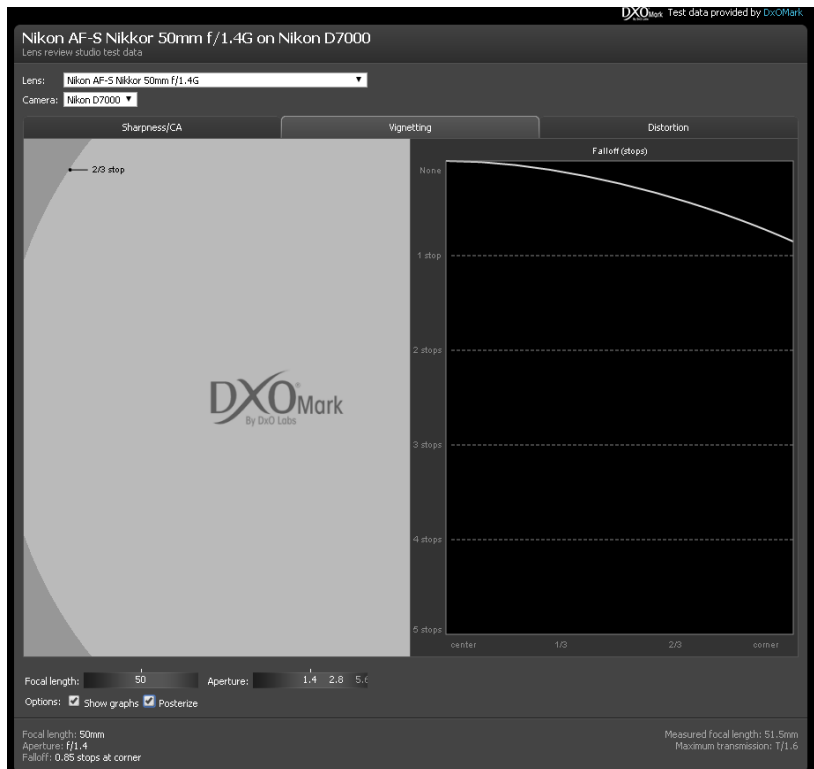 DXOMark Test data provided by DxOMark
Nikon AF-S Nikkor 50mm f/1.4G on Nikon D7000
Lens review studio test data
Lens: Nikon AF-S Nikkor 50mm f/1.4G
Camera: Nikon D7000
Sharpness/CA Vignetting Distortion
Falloff (stops)
2/3 stop
None
1 stop
2 stops
DXOMark
By DxO Labs
3 stops
4 stops
5 stops
center 1/3 2/3 corner
Focal length: 50 Aperture: 1.4 2.8 5.6
Options: Show graphs Posterize
Focal length: 50mm
Aperture: f/1.4
Falloff: 0.85 stops at corner
Measured focal length: 51.5mm
Maximum transmission: T/1.6